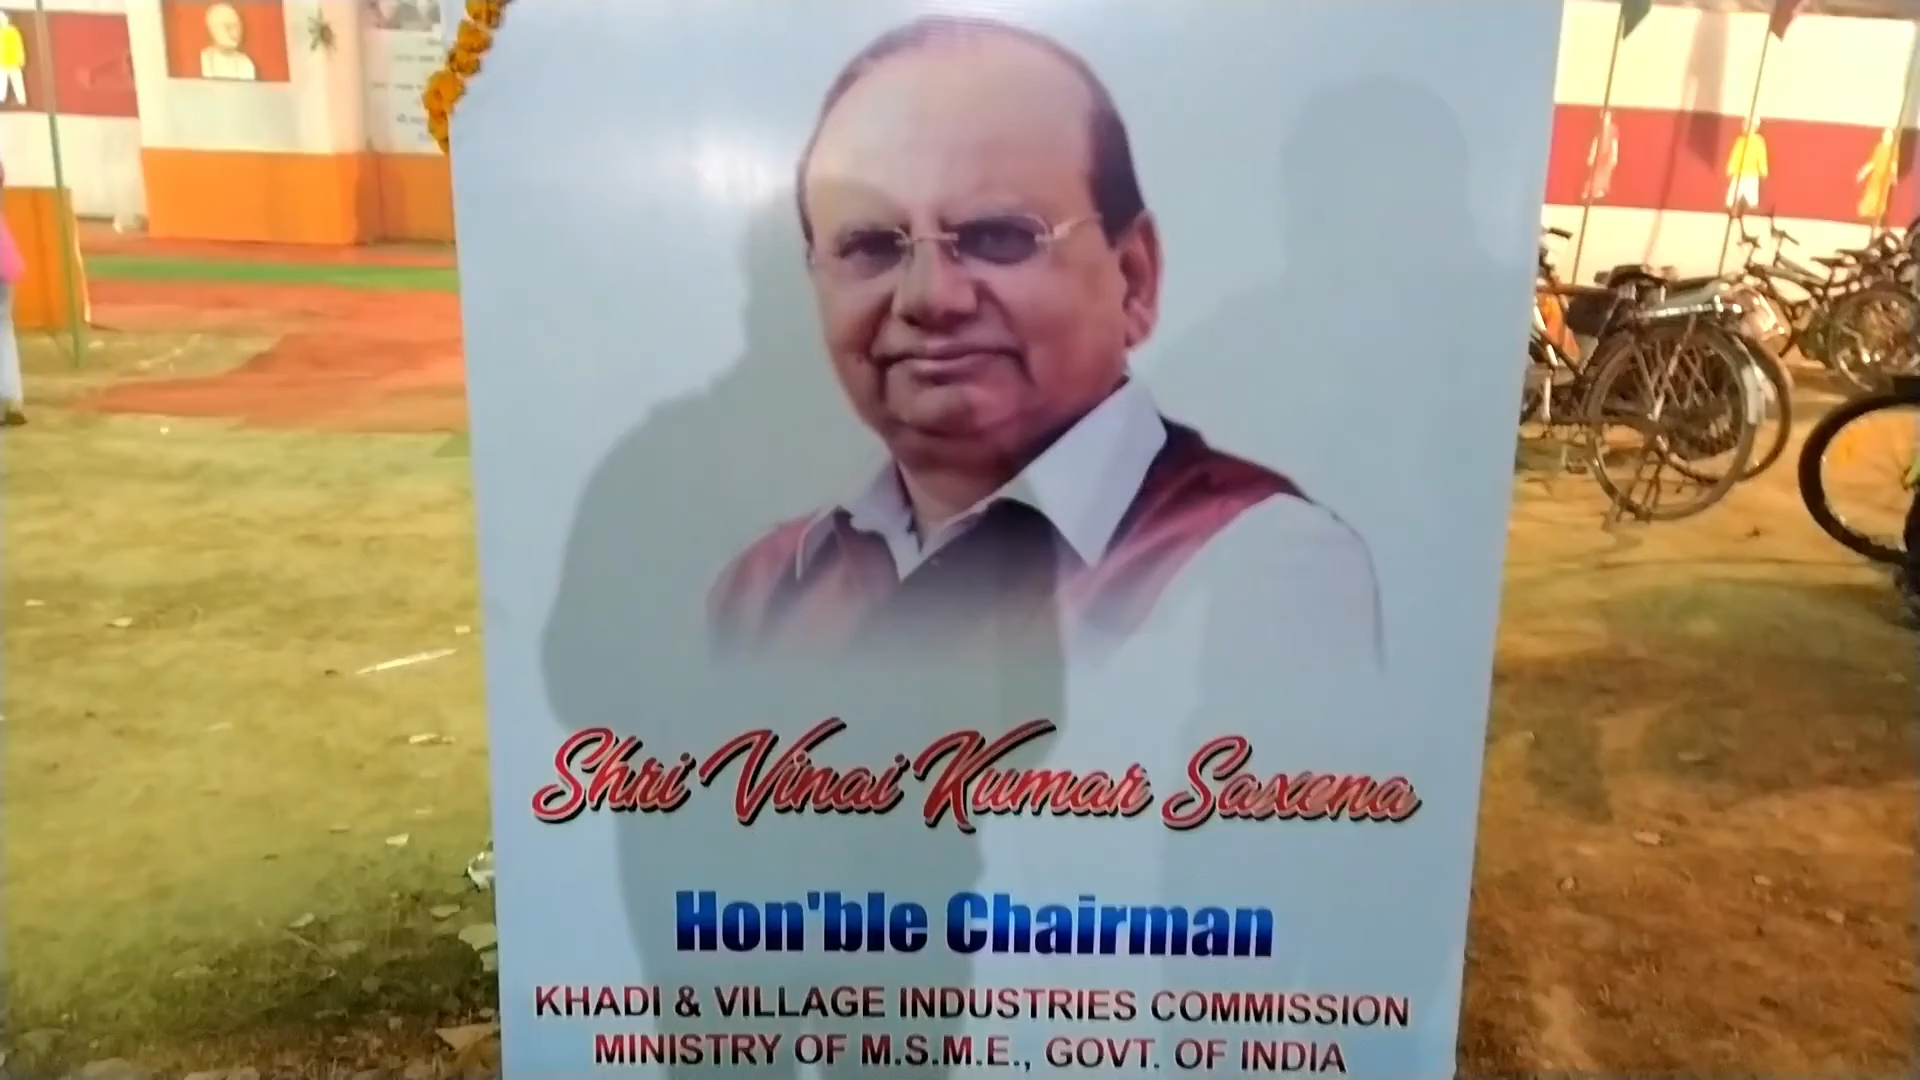 Shri Vinai Kumar Saxena
Hon'ble Chairman
KHADI & VILLAGE INDUSTRIES COMMISSION
MINISTRY OF M.S.M.E., GOVT. OF INDIA